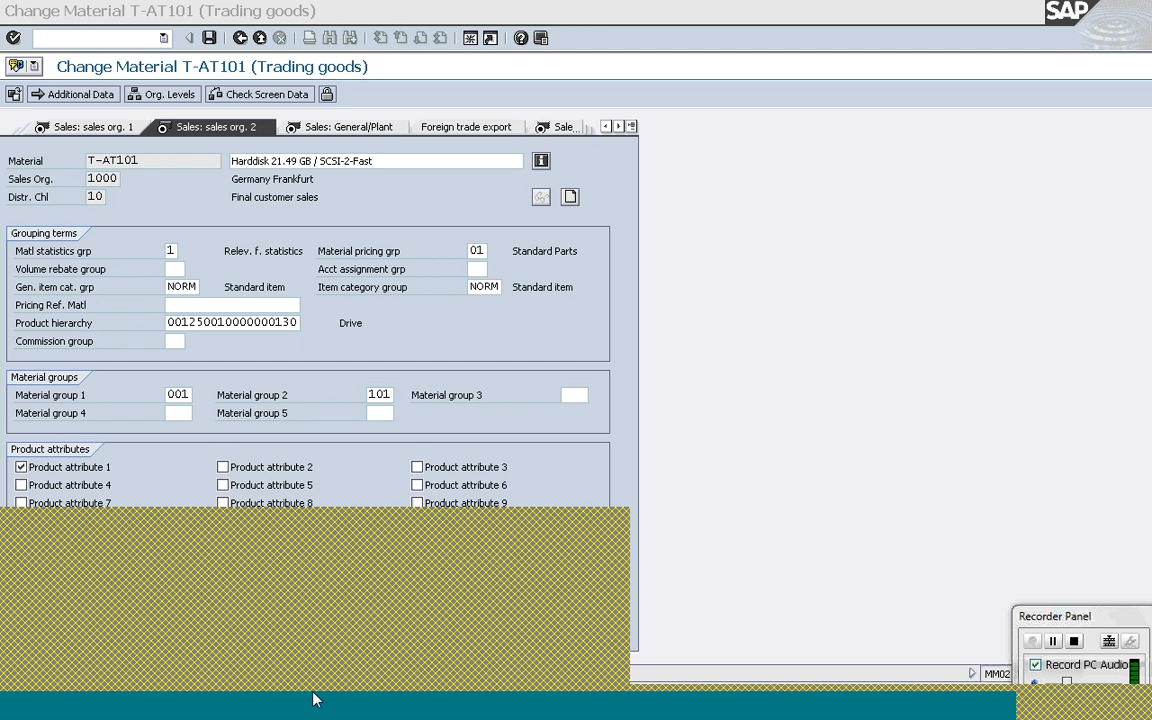 Change Material T-AT101 (Trading goods)
SAP
Change Material T-AT101 (Trading goods)
Additional Data Org. Levels Check Screen Data
Sales: sales org. 1 Sales: sales org. 2 Sales: General/Plant Foreign trade export Sale...
Material T-AT101 Harddisk 21.49 GB / SCSI-2-Fast
Sales Org. 1000 Germany Frankfurt
Distr. Chl 10 Final customer sales
Grouping terms
Matl statistics grp 1 Relev. f. statistics Material pricing grp 01 Standard Parts
Volume rebate group Acct assignment grp
Gen. item cat. grp NORM Standard item Item category group NORM Standard item
Pricing Ref. Matl
Product hierarchy 001250010000000130 Drive
Commission group
Material groups
Material group 1 001 Material group 2 101 Material group 3
Material group 4 Material group 5
Product attributes
Product attribute 1 Product attribute 2 Product attribute 3
Product attribute 4 Product attribute 5 Product attribute 6
Product attribute 7 Product attribute 8 Product attribute 9
Recorder Panel
Record PC Audio
MM02